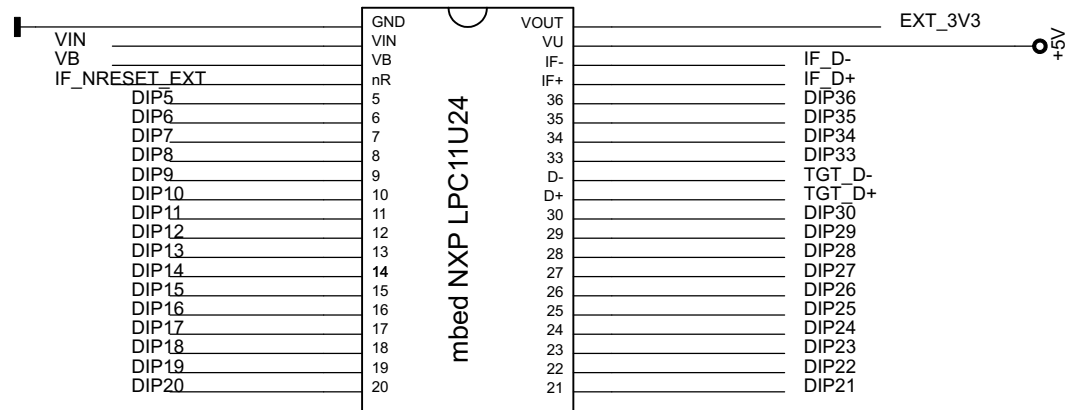 GND VOUT EXT_3V3
VIN VIN VU +5V
VB VB IF- IF_D-
IF_NRESET_EXT nR IF+ IF_D+
DIP5 5 36 DIP36
DIP6 6 35 DIP35
DIP7 7 34 DIP34
DIP8 8 33 DIP33
DIP9 9 D- TGT_D-
DIP10 10 D+ TGT_D+
DIP11 11 30 DIP30
DIP12 12 29 DIP29
DIP13 13 28 DIP28
DIP14 14 27 DIP27
DIP15 15 26 DIP26
DIP16 16 25 DIP25
DIP17 17 24 DIP24
DIP18 18 23 DIP23
DIP19 19 22 DIP22
DIP20 20 21 DIP21
mbed NXP LPC11U24